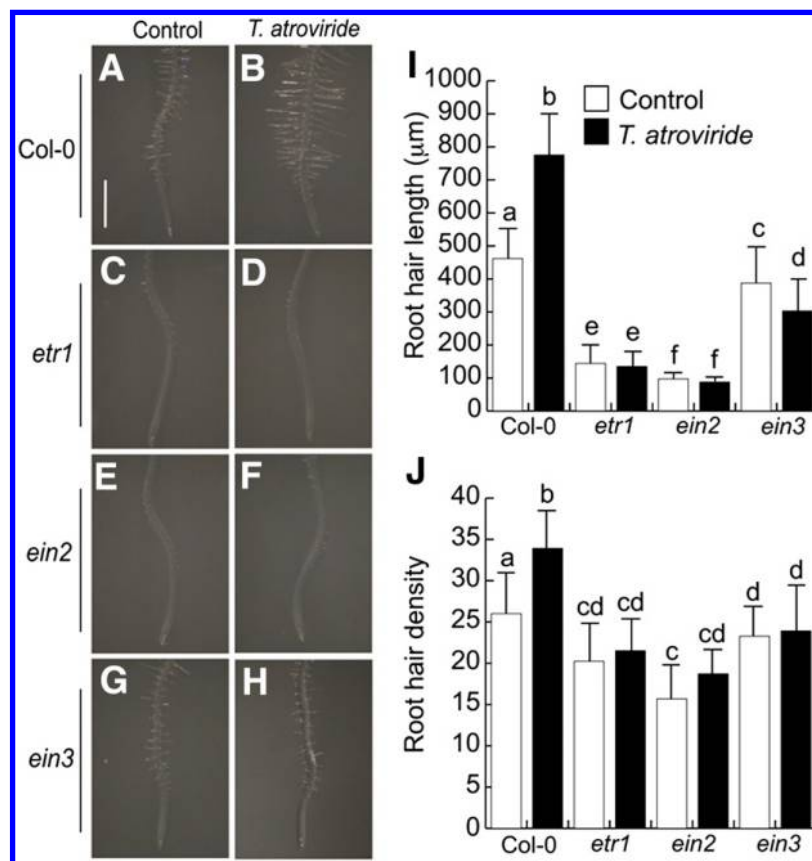 Control T. atroviride
A B
Col-0
C D
etr1
E F
ein2
G H
ein3
I
Root hair length (μm)
1000
900
800
700
600
500
400
300
200
100
0
Control
T. atroviride
a b e e f f c d
Col-0 etr1 ein2 ein3
J
Root hair density
40
35
30
25
20
15
10
5
0
a b cd cd c cd d d
Col-0 etr1 ein2 ein3